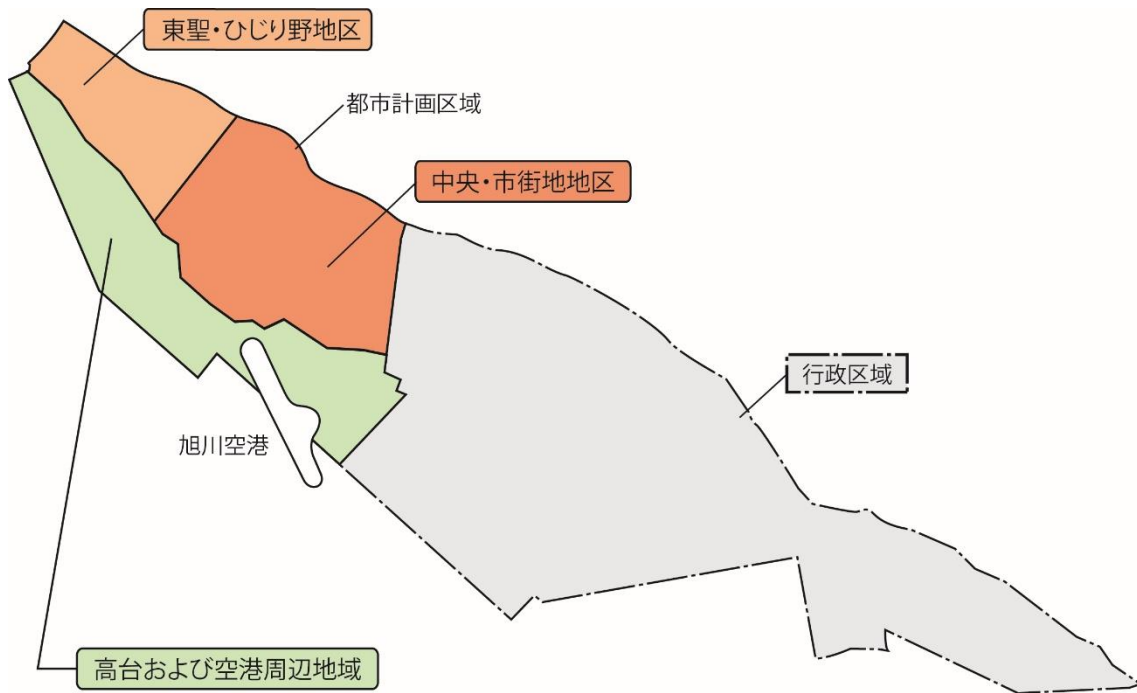 東聖・ひじり野地区
都市計画区域
中央・市街地地区
行政区域
旭川空港
高台および空港周辺地域